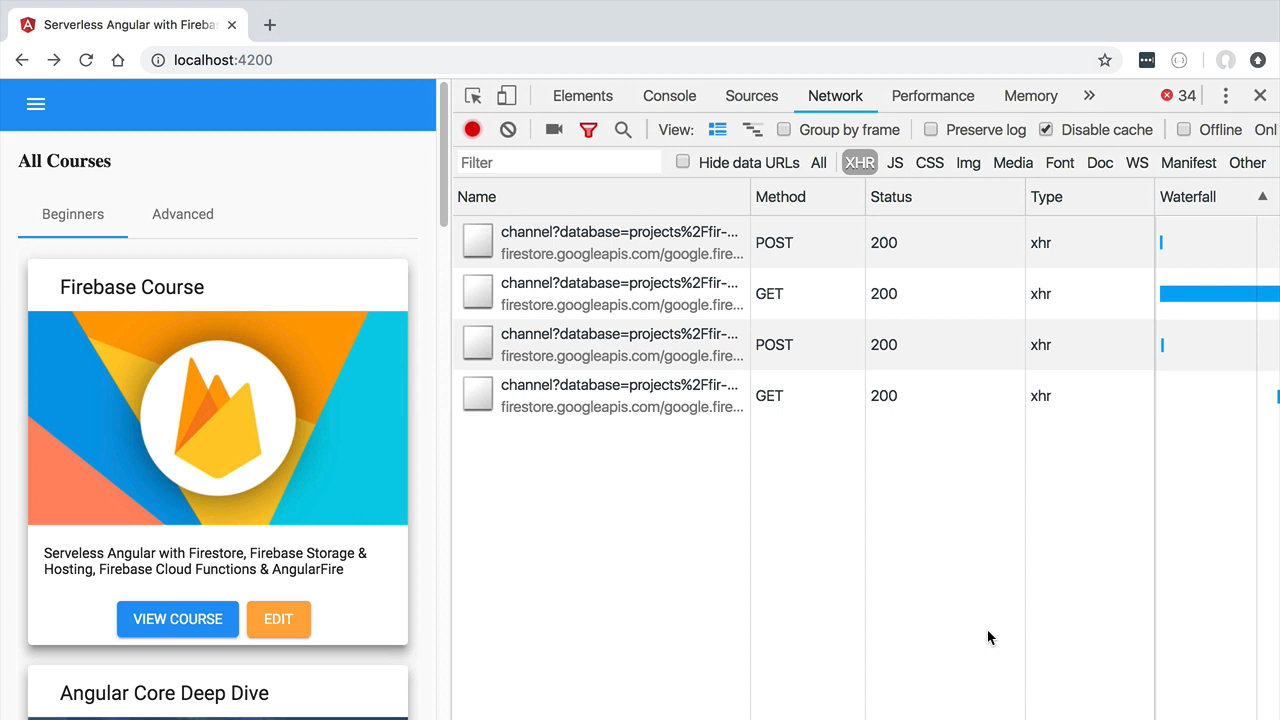 Serverless Angular with Fireba
localhost:4200
All Courses
Beginners Advanced
Firebase Course
Serveless Angular with Firestore, Firebase Storage &
Hosting, Firebase Cloud Functions & AngularFire
VIEW COURSE EDIT
Angular Core Deep Dive
Elements Console Sources Network Performance Memory 34
View: Group by frame Preserve log Disable cache Offline Onl
Filter Hide data URLs All XHR JS CSS Img Media Font Doc WS Manifest Other
Name Method Status Type Waterfall
channel?database=projects%2Ffir-...
firestore.googleapis.com/google.fire...
POST 200 xhr
channel?database=projects%2Ffir-...
firestore.googleapis.com/google.fire...
GET 200 xhr
channel?database=projects%2Ffir-...
firestore.googleapis.com/google.fire...
POST 200 xhr
channel?database=projects%2Ffir-...
firestore.googleapis.com/google.fire...
GET 200 xhr